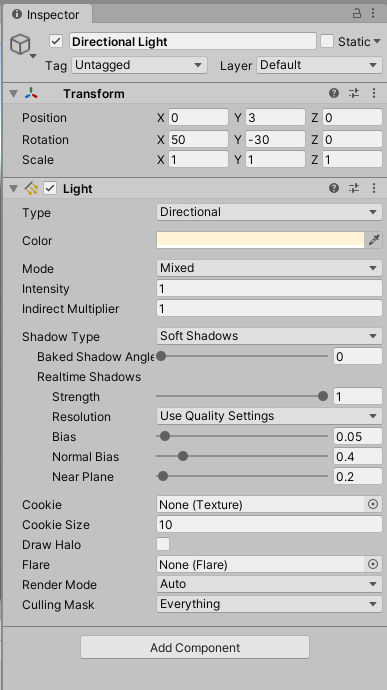 Inspector
Directional Light Static
Tag Untagged Layer Default
Transform
Position X 0 Y 3 Z 0
Rotation X 50 Y -30 Z 0
Scale X 1 Y 1 Z 1
Light
Type Directional
Color
Mode Mixed
Intensity 1
Indirect Multiplier 1
Shadow Type Soft Shadows
Baked Shadow Angle 0
Realtime Shadows
Strength 1
Resolution Use Quality Settings
Bias 0.05
Normal Bias 0.4
Near Plane 0.2
Cookie None (Texture)
Cookie Size 10
Draw Halo
Flare None (Flare)
Render Mode Auto
Culling Mask Everything
Add Component